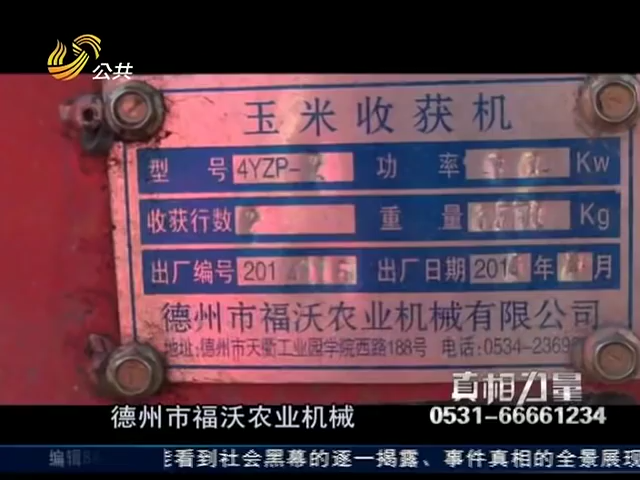 公共
玉米收获机
型号 4YZP- 功率 Kw
收获行数 2 重量 Kg
出厂编号 201 出厂日期 201 年 月
德州市福沃农业机械有限公司
地址:德州市天衢工业园学院西路188号 电话:0534-2369
真相力量
德州市福沃农业机械 0531-66661234
编辑 能看到社会黑幕的逐一揭露、事件真相的全景展现